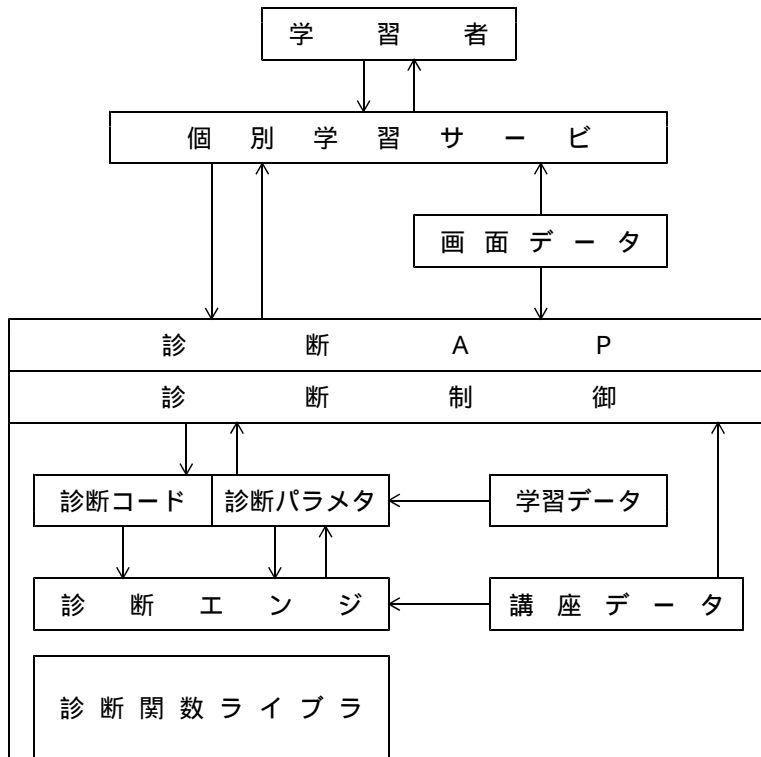 学習者
個別学習サービ
画面データ
診断AP
診断制御
診断コード 診断パラメタ 学習データ
診断エンジ 講座データ
診断関数ライブラ